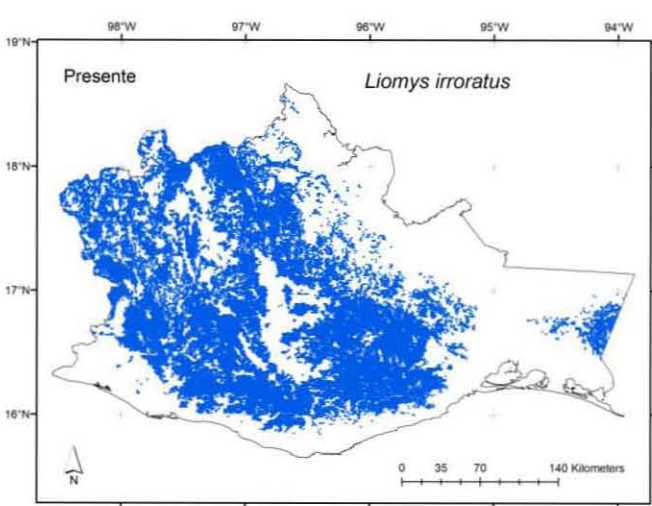 98°W 97°W 96°W 95°W 94°W
19°N
Presente Liomys irroratus
18°N
17°N
16°N
0 35 70 140 Kilometers
N